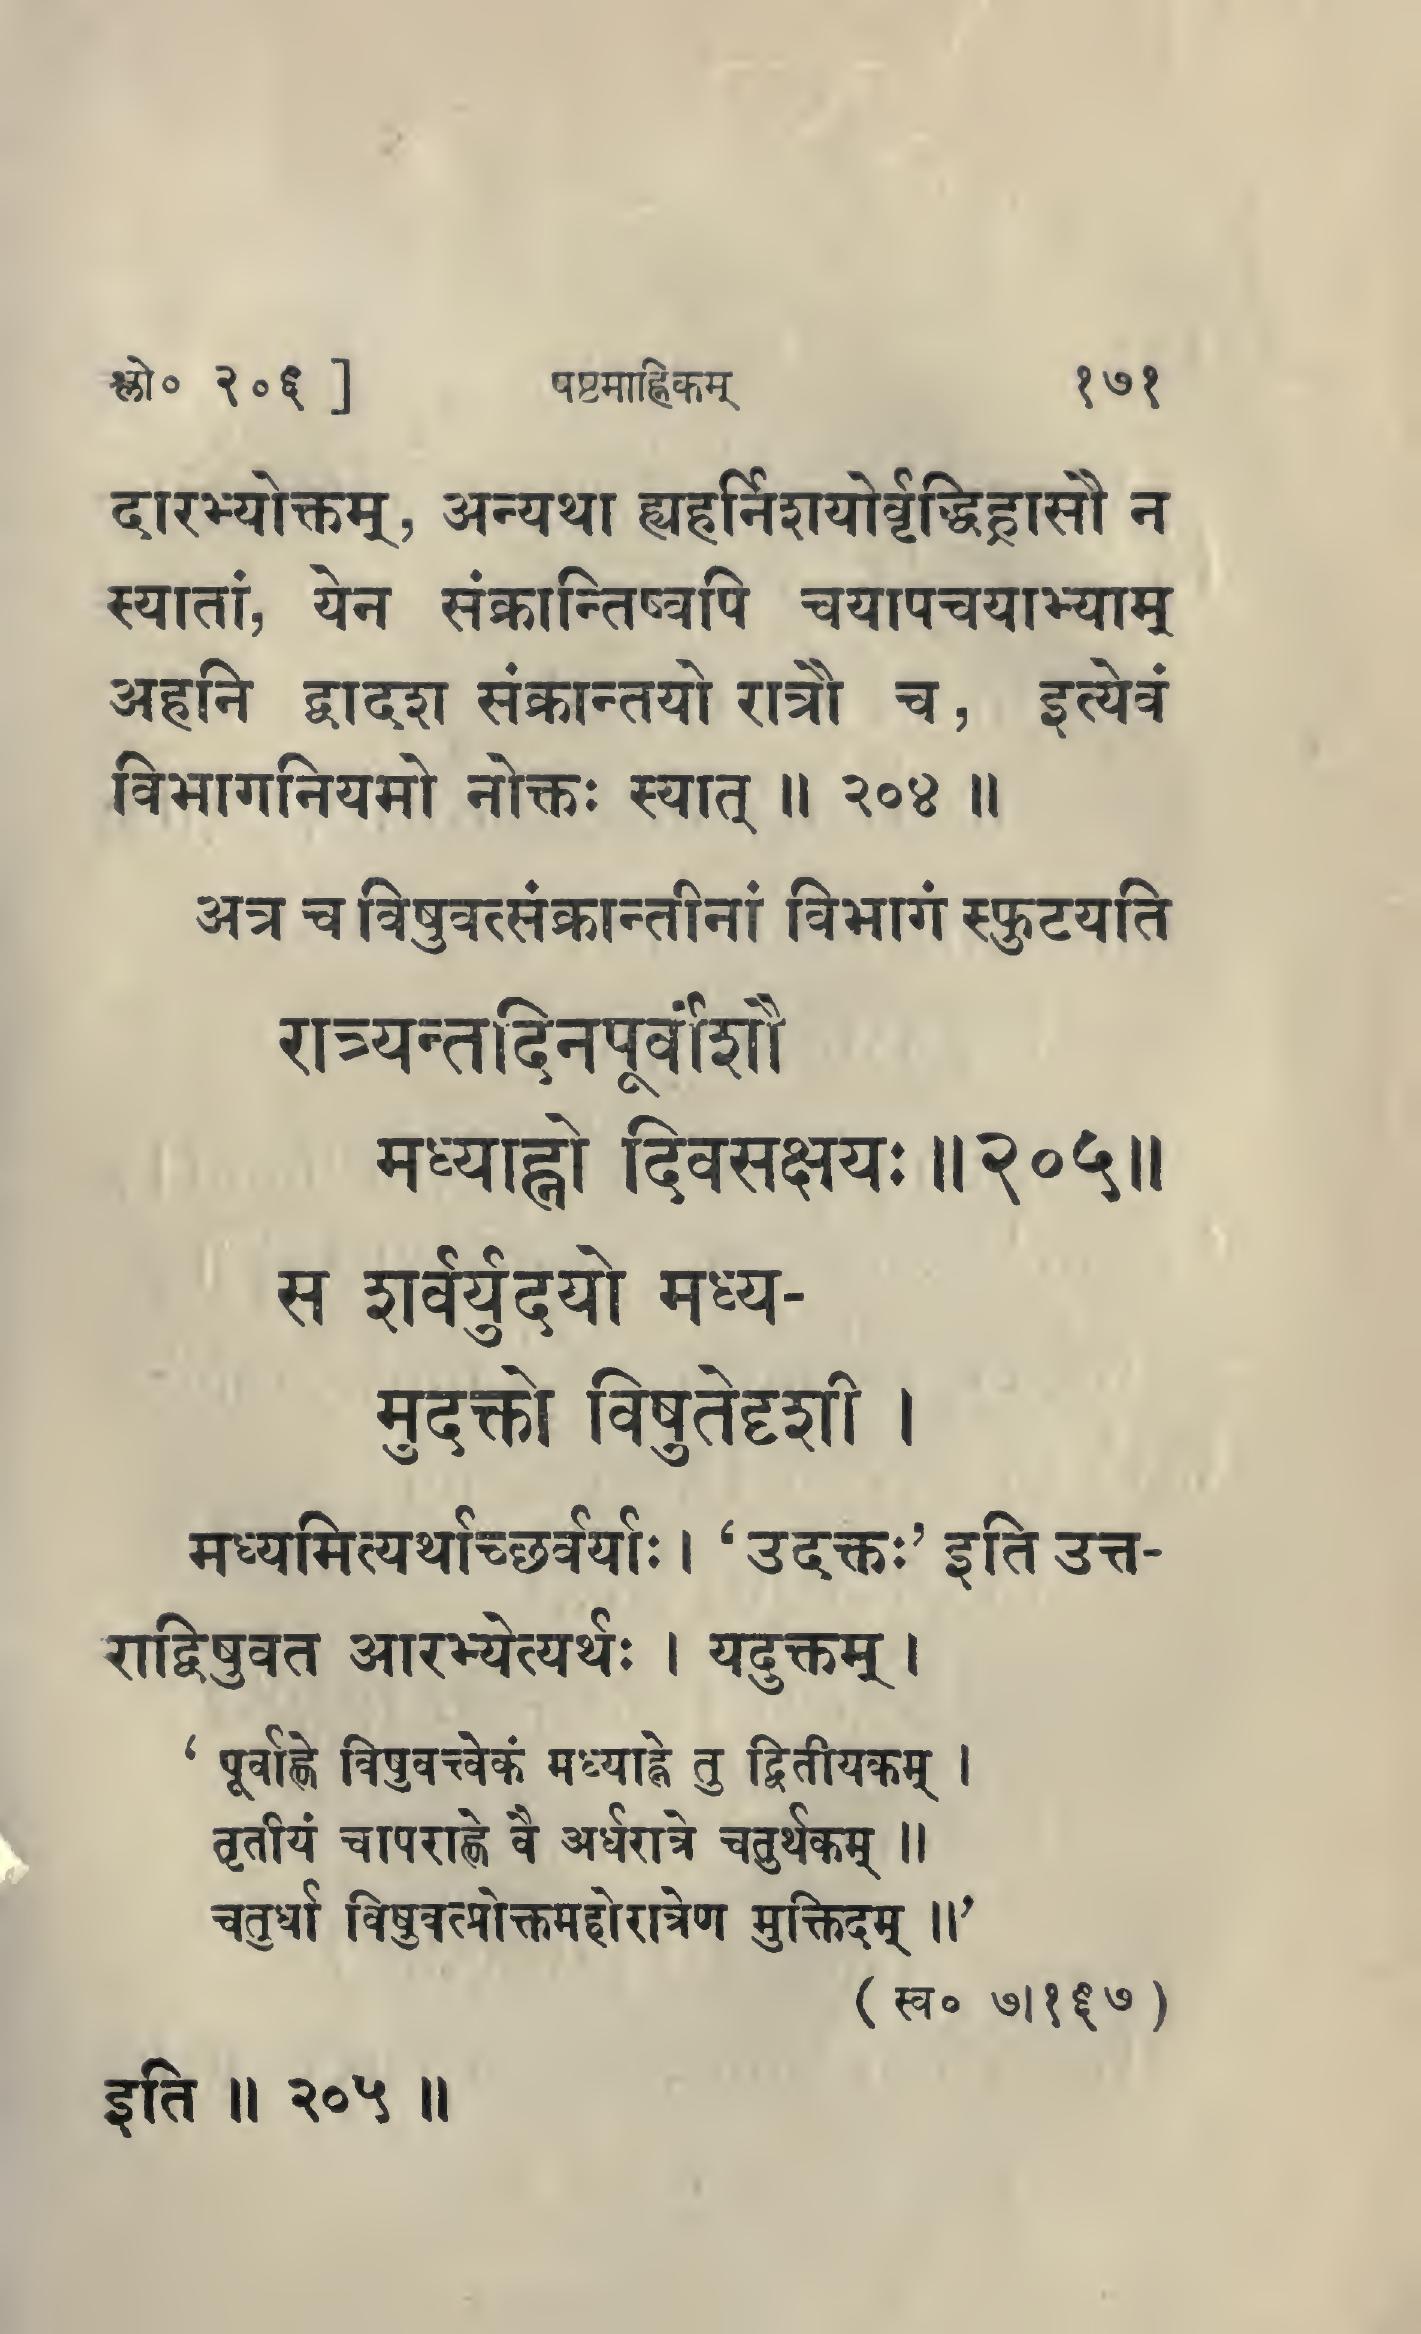 श्लो० २०६ ] षष्टमाह्निकम् १७१
दारभ्योक्तम्, अन्यथा ह्यहर्निशयोर्वृद्धिह्रासौ न
स्यातां, येन संक्रान्तिष्वपि चयापचयाभ्याम्
अहनि द्वादश संक्रान्तयो रात्रौ च, इत्येवं
विभागनियमो नोक्तः स्यात् ॥ २०४ ॥
अत्र च विषुवत्संक्रान्तीनां विभागं स्फुटयति
रात्र्यन्तदिनपूर्वांशौ
मध्याह्नो दिवसक्षयः ॥२०५॥
स शर्वर्युदयो मध्य-
मुदक्तो विषुतेदृशी ।
मध्यमित्यर्थाच्छर्वर्याः । ‘उदक्तः’ इति उत्त-
राद्विषुवत आरभ्येत्यर्थः । यदुक्तम् ।
‘ पूर्वाह्णे विषुवत्त्वेकं मध्याह्ने तु द्वितीयकम् ।
तृतीयं चापराह्णे वै अर्धरात्रे चतुर्थकम् ॥
चतुर्धा विषुवत्प्रोक्तमहोरात्रेण मुक्तिदम् ॥’
( स्व० ७।१६७ )
इति ॥ २०५ ॥